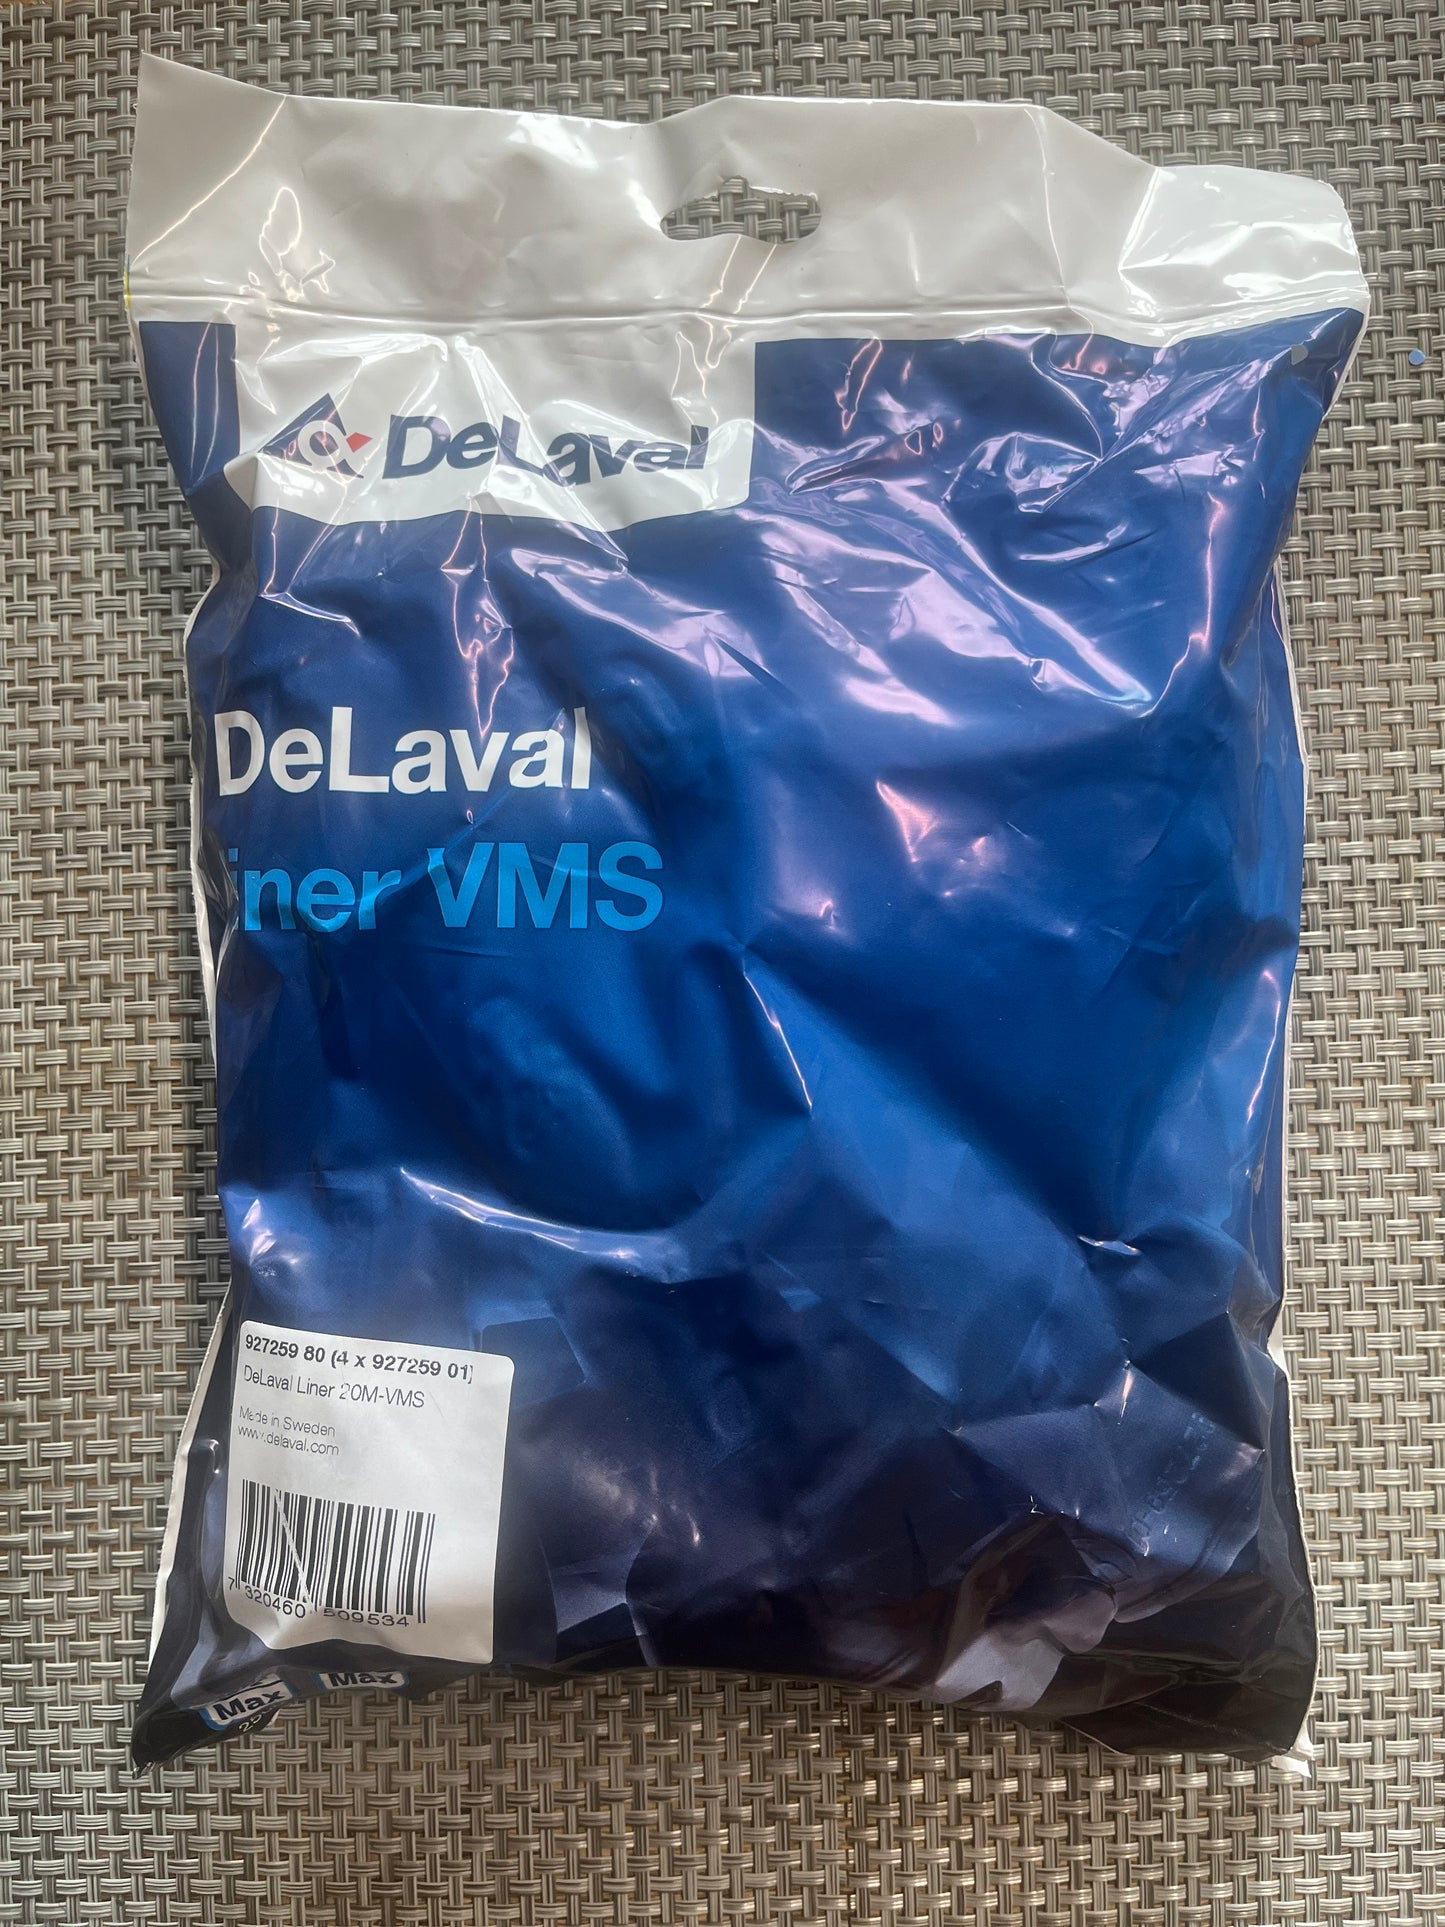 DeLaval
DeLaval
iner VMS
927259 80 (4 x 927259 01)
DeLaval Liner 20M-VMS
Made in Sweden
www.delaval.com
7 320460 509534
Max Max